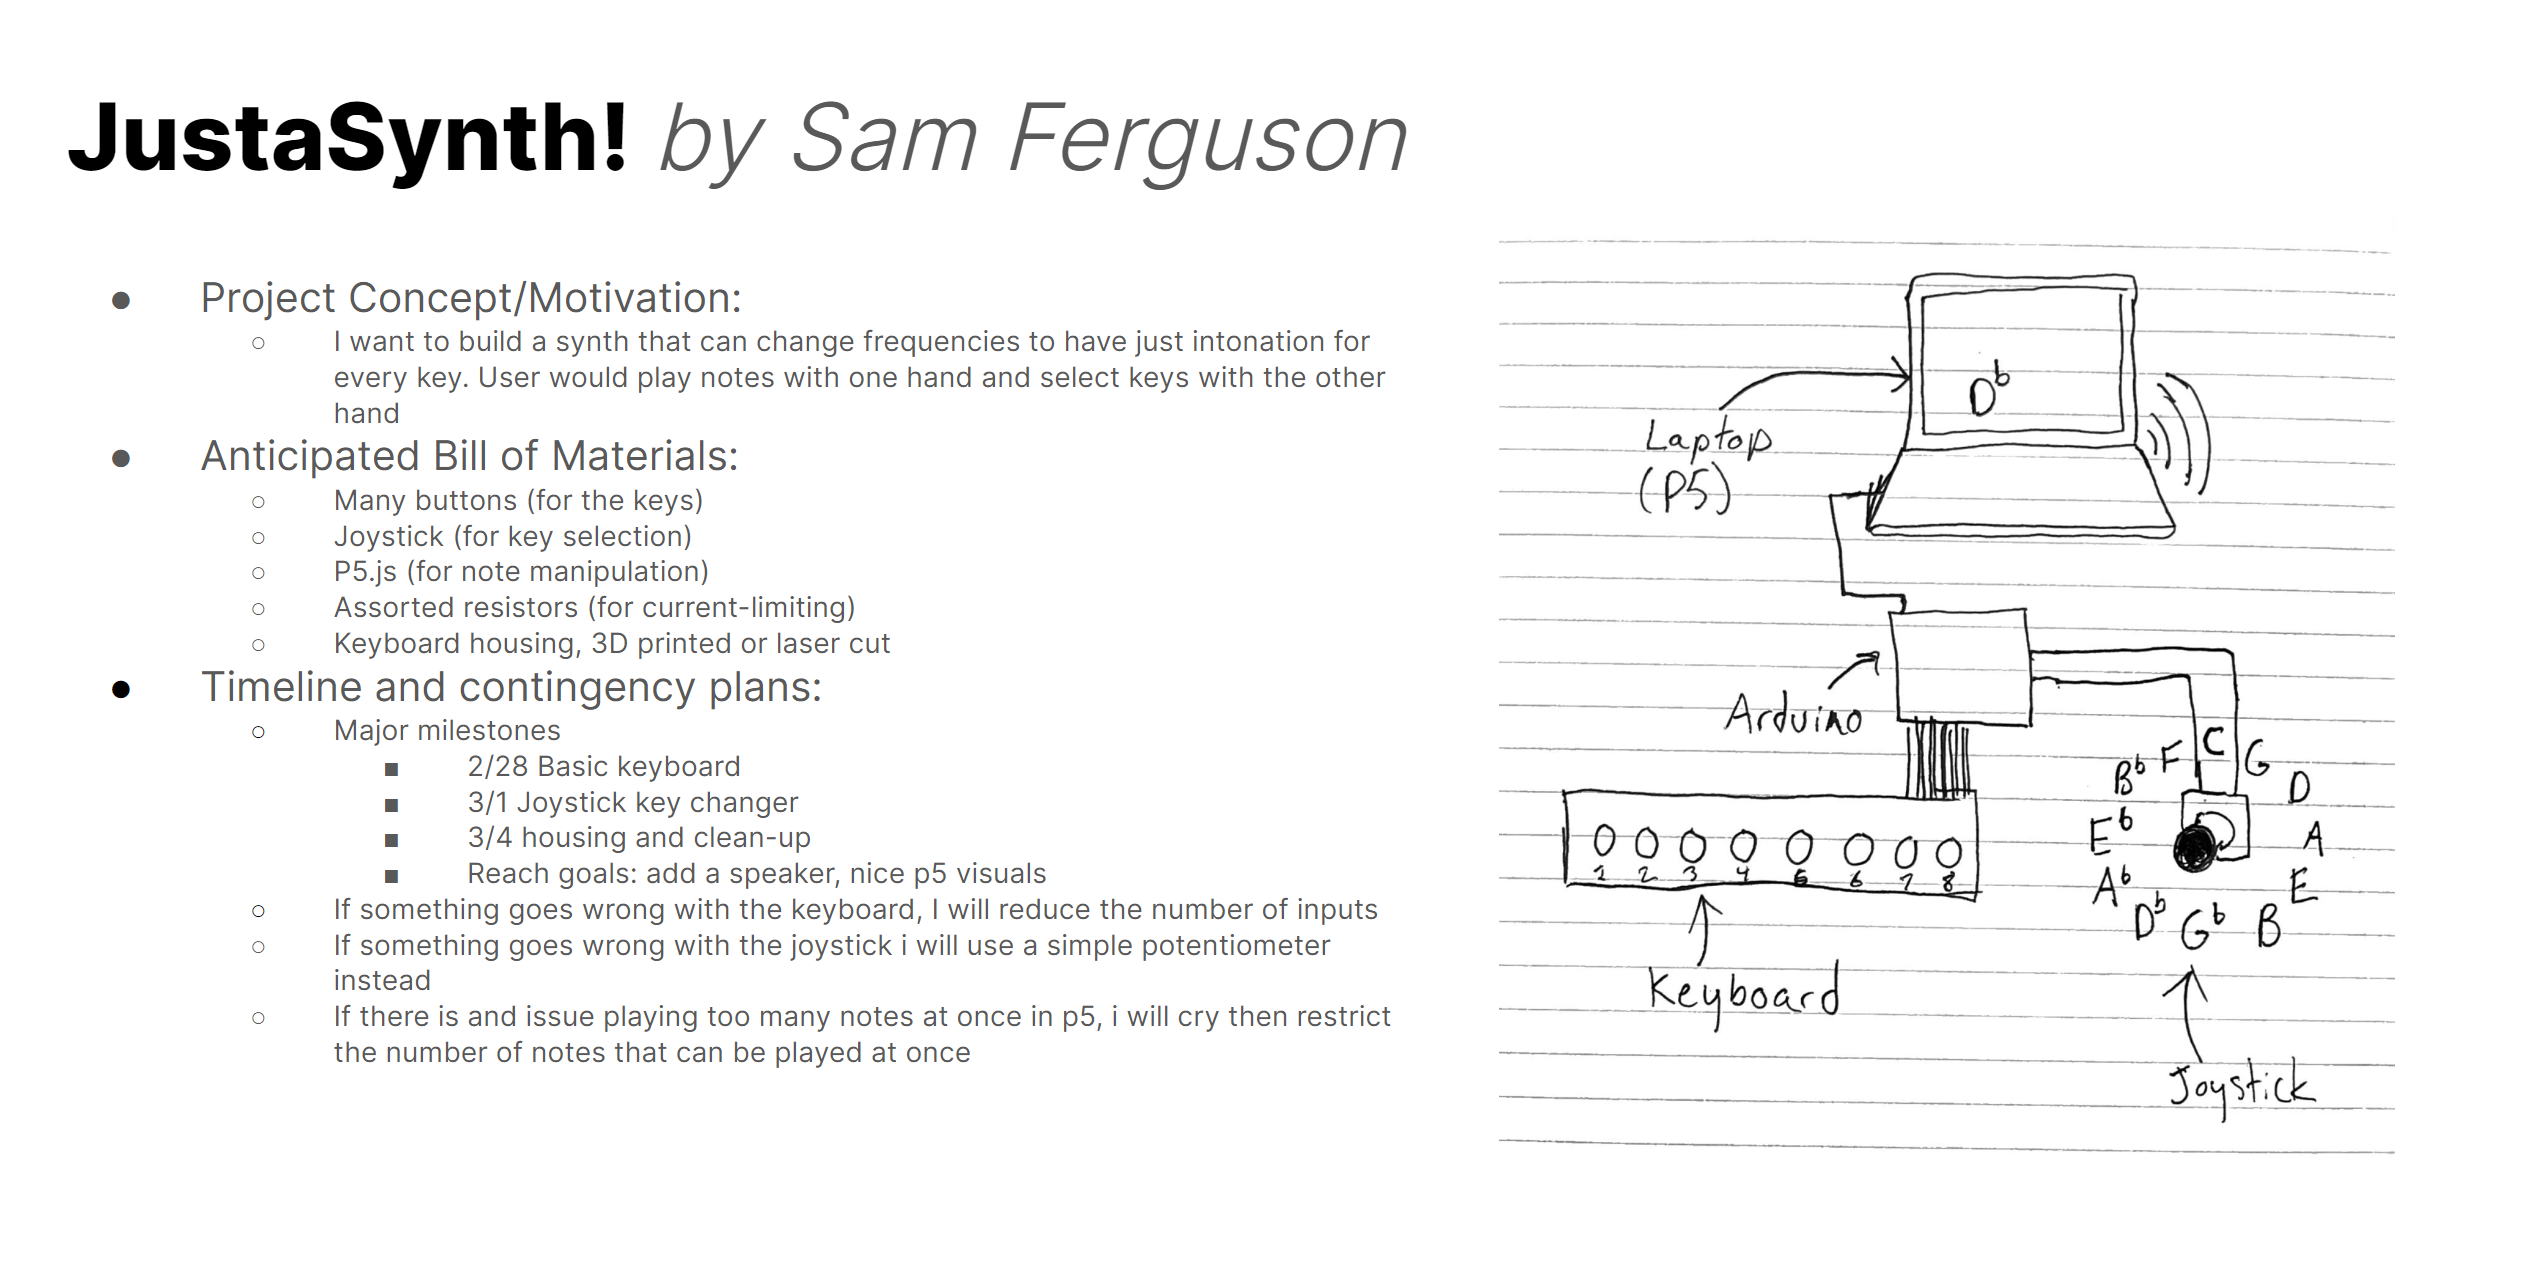 JustaSynth! by Sam Ferguson
● Project Concept/Motivation:
○ I want to build a synth that can change frequencies to have just intonation for
every key. User would play notes with one hand and select keys with the other
hand
● Anticipated Bill of Materials:
○ Many buttons (for the keys)
○ Joystick (for key selection)
○ P5.js (for note manipulation)
○ Assorted resistors (for current-limiting)
○ Keyboard housing, 3D printed or laser cut
● Timeline and contingency plans:
○ Major milestones
■ 2/28 Basic keyboard
■ 3/1 Joystick key changer
■ 3/4 housing and clean-up
■ Reach goals: add a speaker, nice p5 visuals
○ If something goes wrong with the keyboard, I will reduce the number of inputs
○ If something goes wrong with the joystick i will use a simple potentiometer
instead
○ If there is and issue playing too many notes at once in p5, i will cry then restrict
the number of notes that can be played at once
D♭
Laptop
(P5)
Arduino
1 2 3 4 5 6 7 8
Keyboard
C
G
D
A
E
B
G♭
D♭
A♭
E♭
B♭
F
Joystick